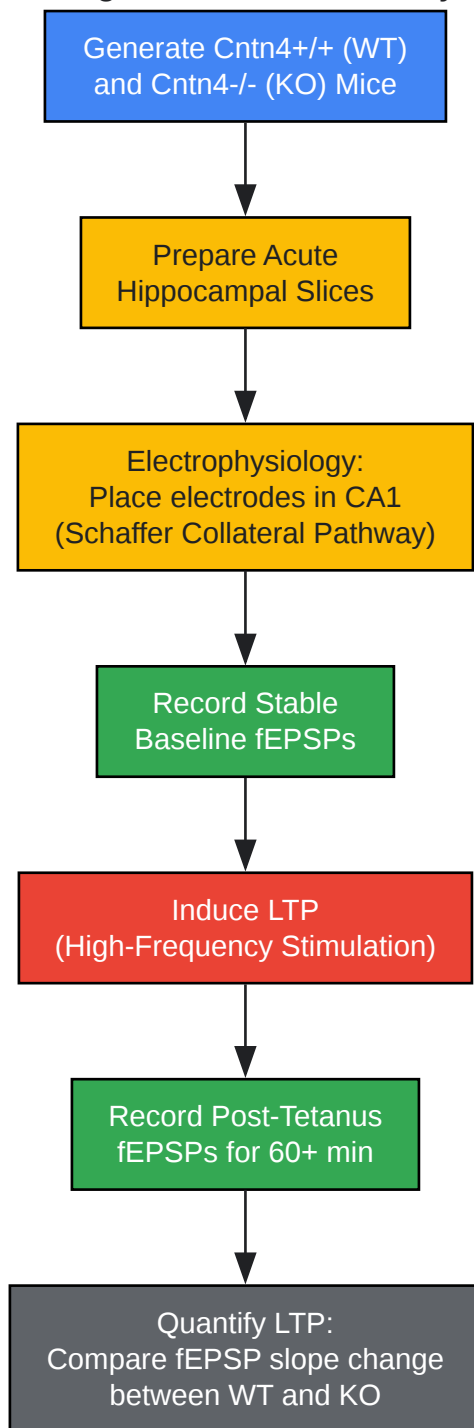 Generate Cntn4+/+ (WT)
and Cntn4-/- (KO) Mice
Prepare Acute
Hippocampal Slices
Electrophysiology:
Place electrodes in CA1
(Schaffer Collateral Pathway)
Record Stable
Baseline fEPSPs
Induce LTP
(High-Frequency Stimulation)
Record Post-Tetanus
fEPSPs for 60+ min
Quantify LTP:
Compare fEPSP slope change
between WT and KO